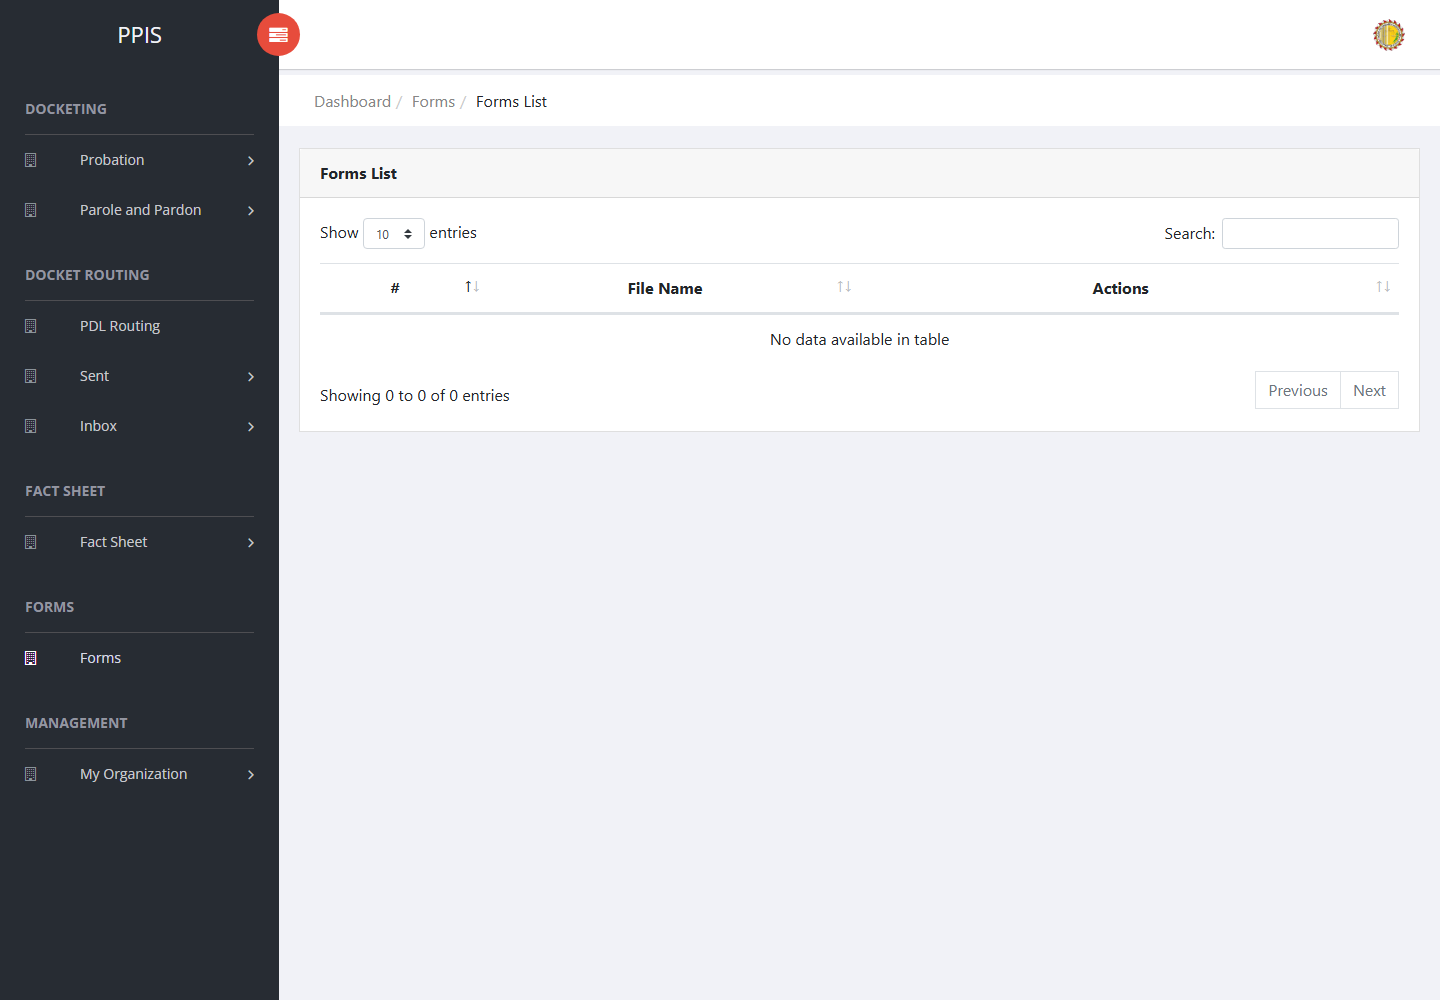 PPIS
DOCKETING
Probation
Parole and Pardon
DOCKET ROUTING
PDL Routing
Sent
Inbox
FACT SHEET
Fact Sheet
FORMS
Forms
MANAGEMENT
My Organization
Dashboard / Forms / Forms List
Forms List
Show 10 entries
Search:
# File Name Actions
No data available in table
Showing 0 to 0 of 0 entries
Previous Next